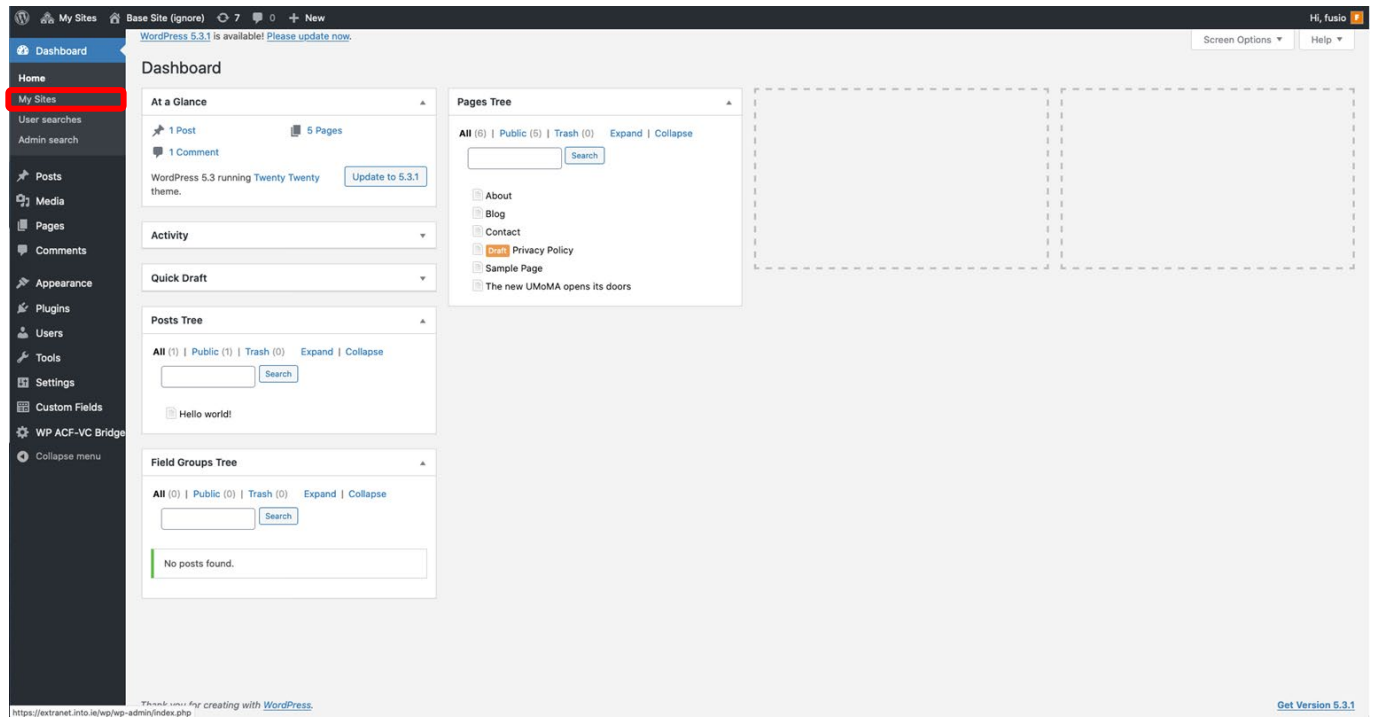 My Sites Base Site (ignore) 7 0 + New Hi, fusio F
WordPress 5.3.1 is available! Please update now.
Screen Options ▼ Help ▼
Dashboard
Home
My Sites
User searches
Admin search
Posts
Media
Pages
Comments
Appearance
Plugins
Users
Tools
Settings
Custom Fields
WP ACF-VC Bridge
Collapse menu
Dashboard
At a Glance
1 Post 5 Pages
1 Comment
WordPress 5.3 running Twenty Twenty
theme.
Update to 5.3.1
Activity
Quick Draft
Posts Tree
All (1) | Public (1) | Trash (0) Expand | Collapse
Search
Hello world!
Field Groups Tree
All (0) | Public (0) | Trash (0) Expand | Collapse
Search
No posts found.
Pages Tree
All (6) | Public (5) | Trash (0) Expand | Collapse
Search
About
Blog
Contact
Draft Privacy Policy
Sample Page
The new UMoMA opens its doors
Thank you for creating with WordPress.
Get Version 5.3.1
https://extranet.into.ie/wp/wp-admin/index.php